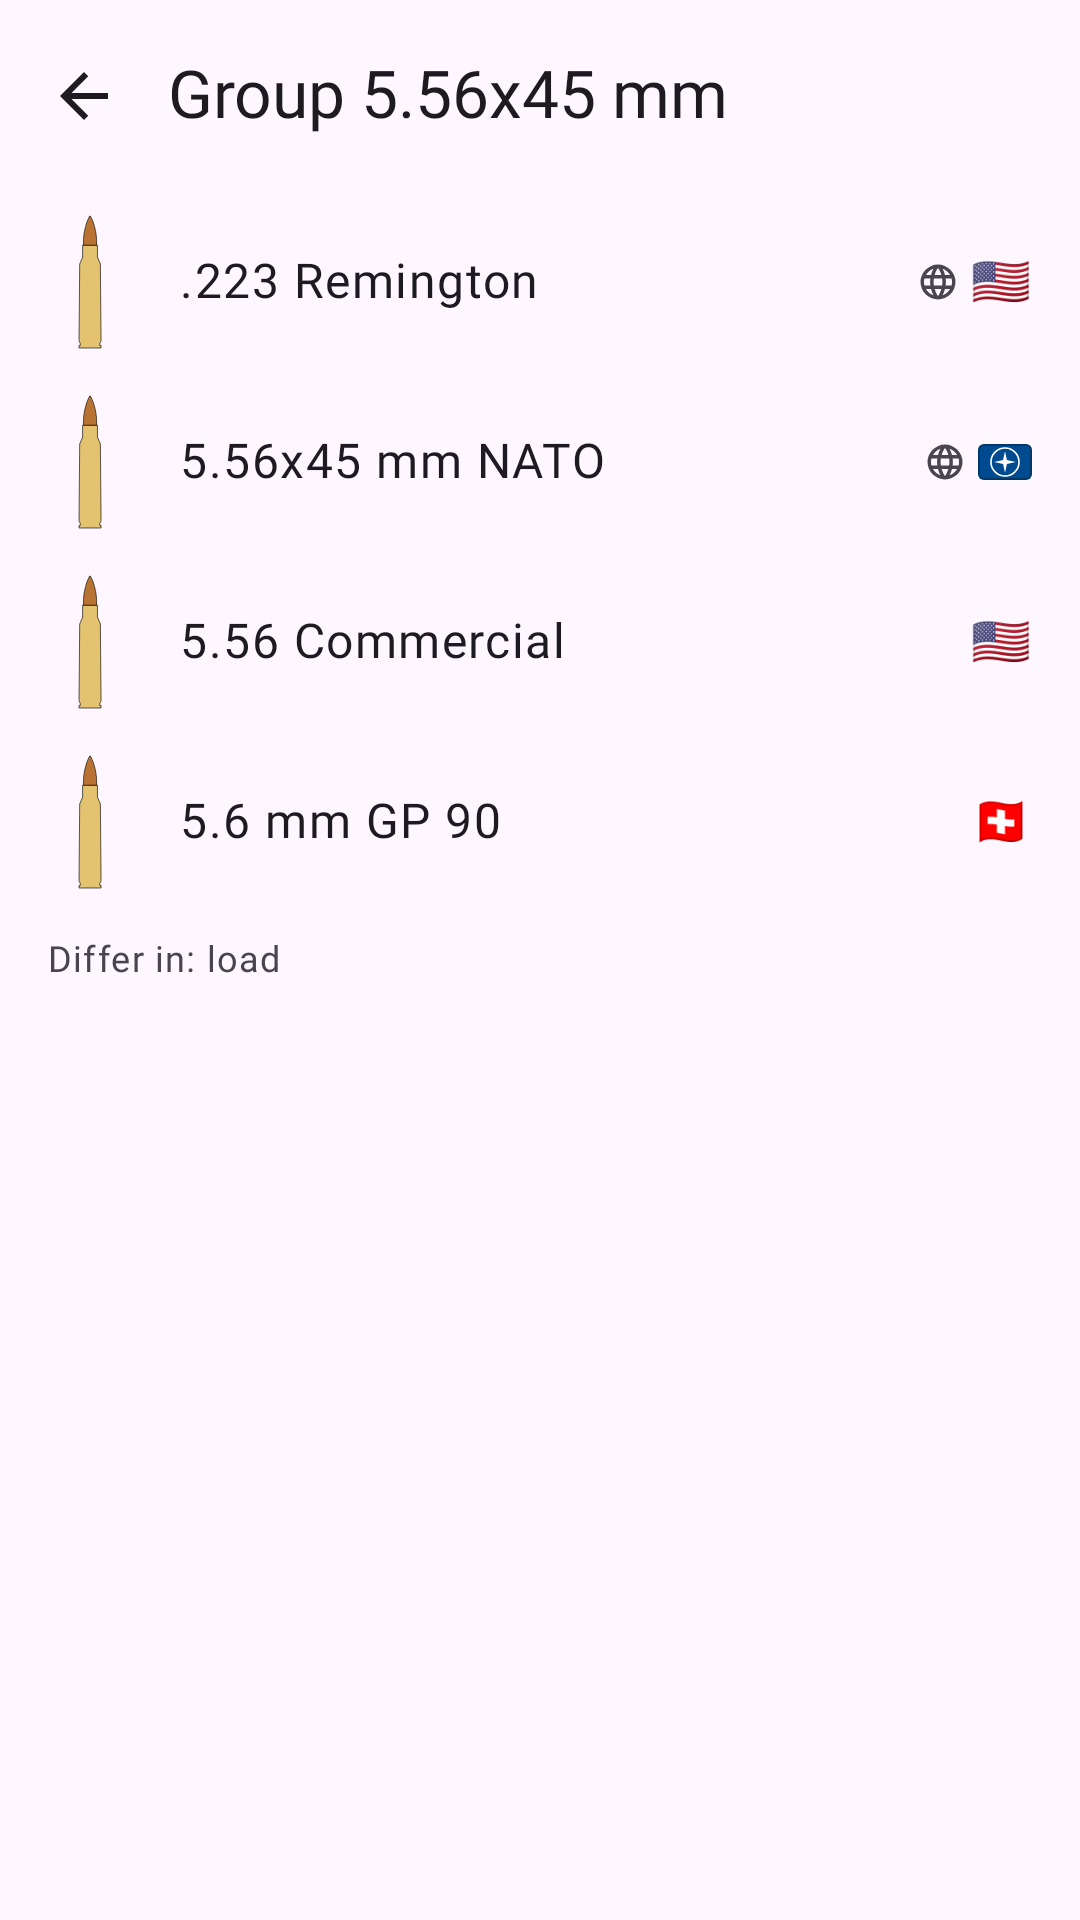 Group 5.56x45 mm
.223 Remington
5.56x45 mm NATO
5.56 Commercial
5.6 mm GP 90
Differ in: load